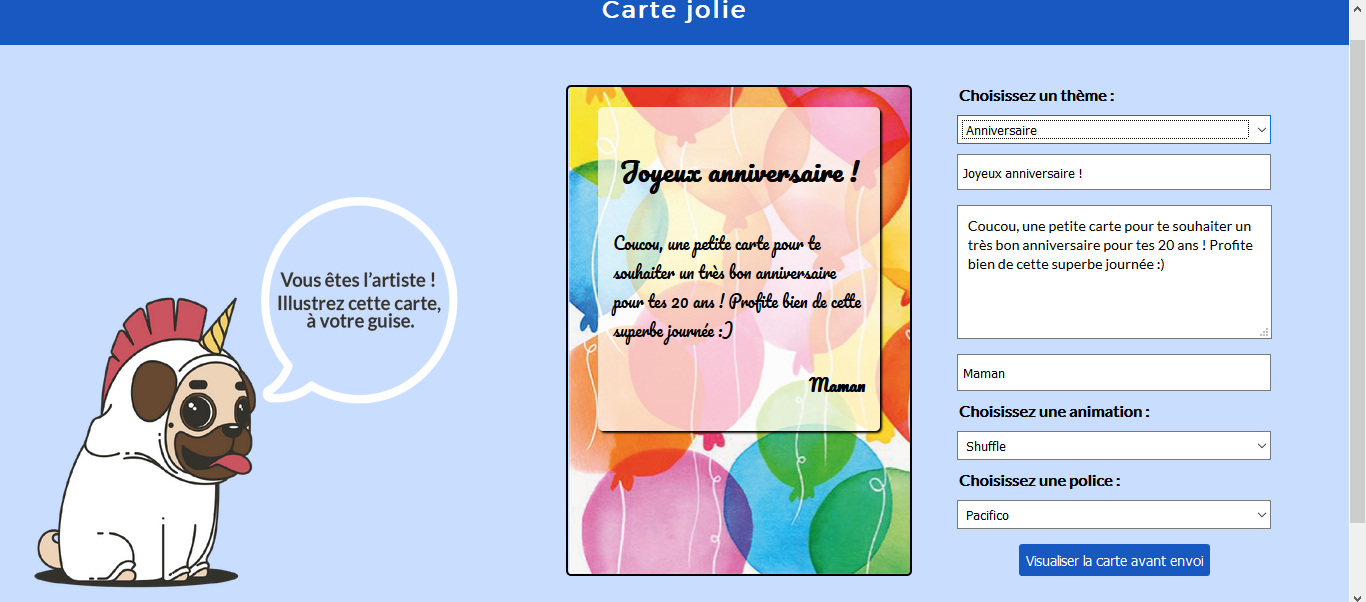 Carte jolie
Vous êtes l’artiste !
Illustrez cette carte,
à votre guise.
Joyeux anniversaire !
Coucou, une petite carte pour te
souhaiter un très bon anniversaire
pour tes 20 ans ! Profite bien de cette
superbe journée :)
Maman
Choisissez un thème :
Anniversaire
Joyeux anniversaire !
Coucou, une petite carte pour te souhaiter un
très bon anniversaire pour tes 20 ans ! Profite
bien de cette superbe journée :)
Maman
Choisissez une animation :
Shuffle
Choisissez une police :
Pacifico
Visualiser la carte avant envoi